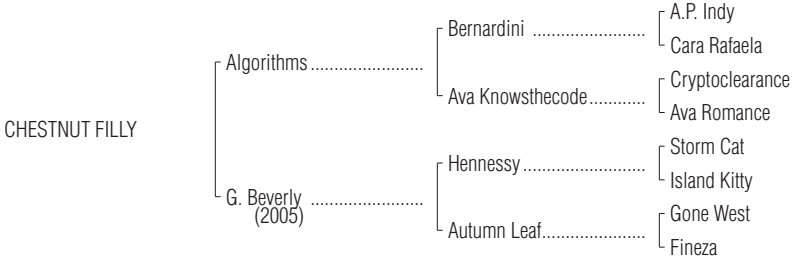 A.P. Indy
Bernardini ........................
Cara Rafaela
Algorithms ........................
Cryptoclearance
Ava Knowsthecode............
Ava Romance
CHESTNUT FILLY
Storm Cat
Hennessy ..........................
Island Kitty
G. Beverly ........................
(2005)
Gone West
Autumn Leaf......................
Fineza